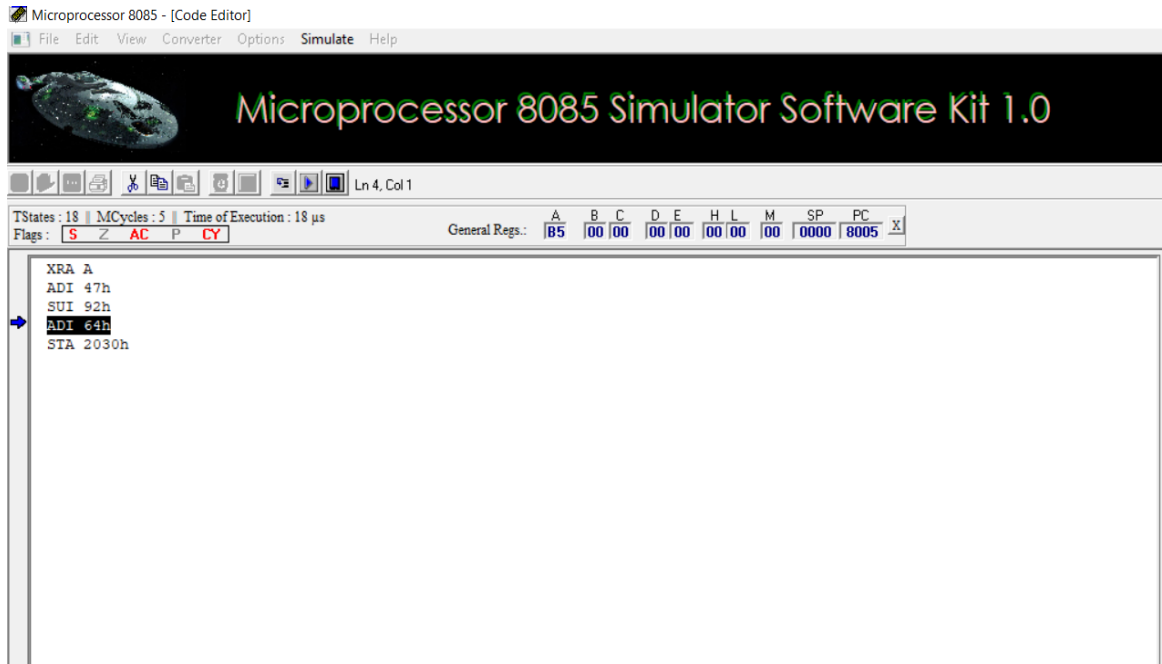 Microprocessor 8085 - [Code Editor]
File Edit View Converter Options Simulate Help
Microprocessor 8085 Simulator Software Kit 1.0
Ln 4, Col 1
TStates : 18 || MCycles : 5 || Time of Execution : 18 µs
Flags : S Z AC P CY
General Regs.:
A B C D E H L M SP PC
B5 00 00 00 00 00 00 00 0000 8005 X
XRA A
ADI 47h
SUI 92h
ADI 64h
STA 2030h